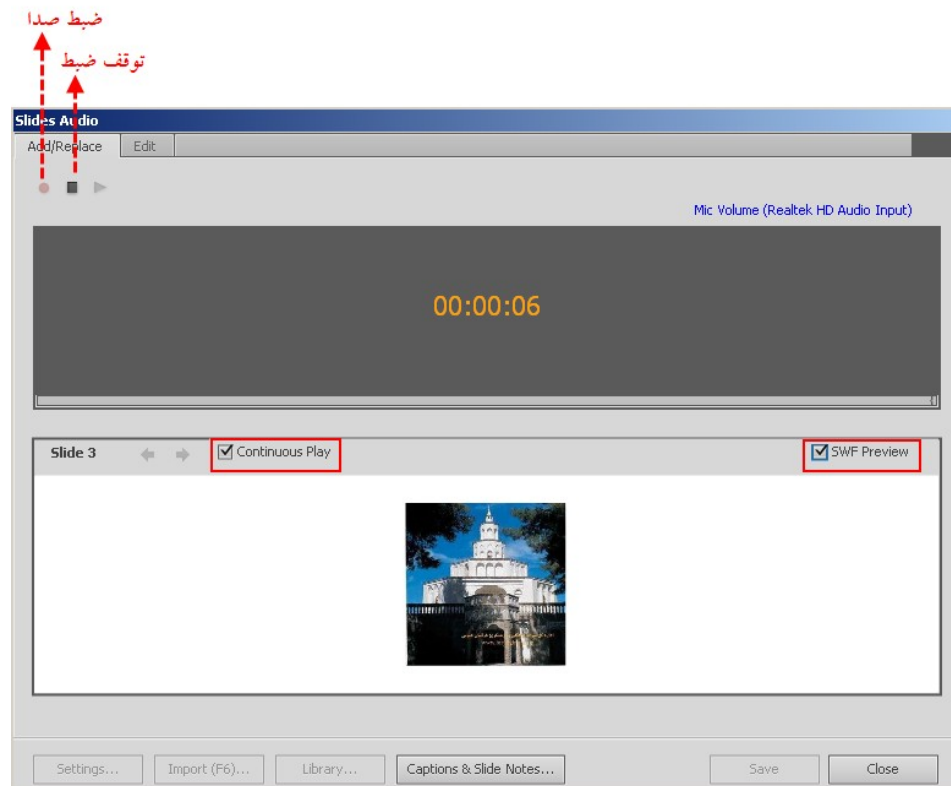 ضبط صدا
توقف ضبط
Slides Audio
Add/Replace Edit
Mic Volume (Realtek HD Audio Input)
00:00:06
Slide 3 Continuous Play SWF Preview
Settings... Import (F6)... Library... Captions & Slide Notes... Save Close